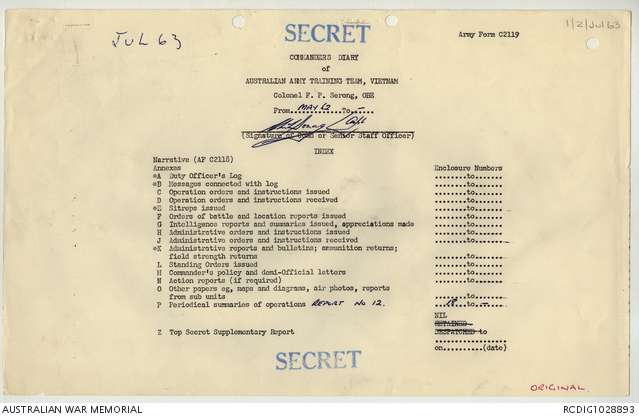 JUL 63
SECRET
Army Form C2119
1/2/Jul 63
COMMANDERS DIARY
of
AUSTRALIAN ARMY TRAINING TEAM, VIETNAM
Colonel F. P. Serong, OBE
From....MAY 62....To...-...
(Signature of Comd or Senior Staff Officer)
INDEX
Narrative (AF C2118)
Annexes
Enclosure Numbers
*A Duty Officer's Log ......to......
*B Messages connected with log ......to......
C Operation orders and instructions issued ......to......
D Operation orders and instructions received ......to......
*E Sitreps issued ......to......
F Orders of battle and location reports issued ......to......
G Intelligence reports and summaries issued, appreciations made ......to......
H Administrative orders and instructions issued ......to......
J Administrative orders and instructions received ......to......
*K Administrative reports and bulletins; ammunition returns;
field strength returns ......to......
L Standing Orders issued ......to......
M Commander's policy and demi-Official letters ......to......
N Action reports (if required) ......to......
O Other papers eg, maps and diagrams, air photos, reports
from sub units ......to......
P Periodical summaries of operations REPORT NO 12. ..18..to..-..
NIL
RETAINED
Z Top Secret Supplementary Report DESPATCHED to
..................
on..........(date)
SECRET
ORIGINAL
AUSTRALIAN WAR MEMORIAL
RCDIG1028893